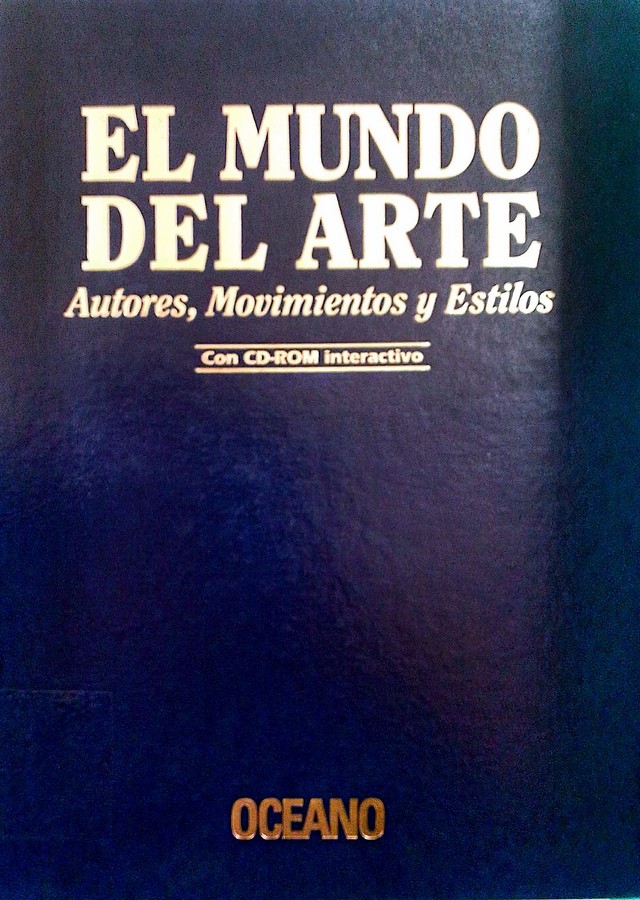 EL MUNDO
DEL ARTE
Autores, Movimientos y Estilos
Con CD-ROM interactivo
OCEANO